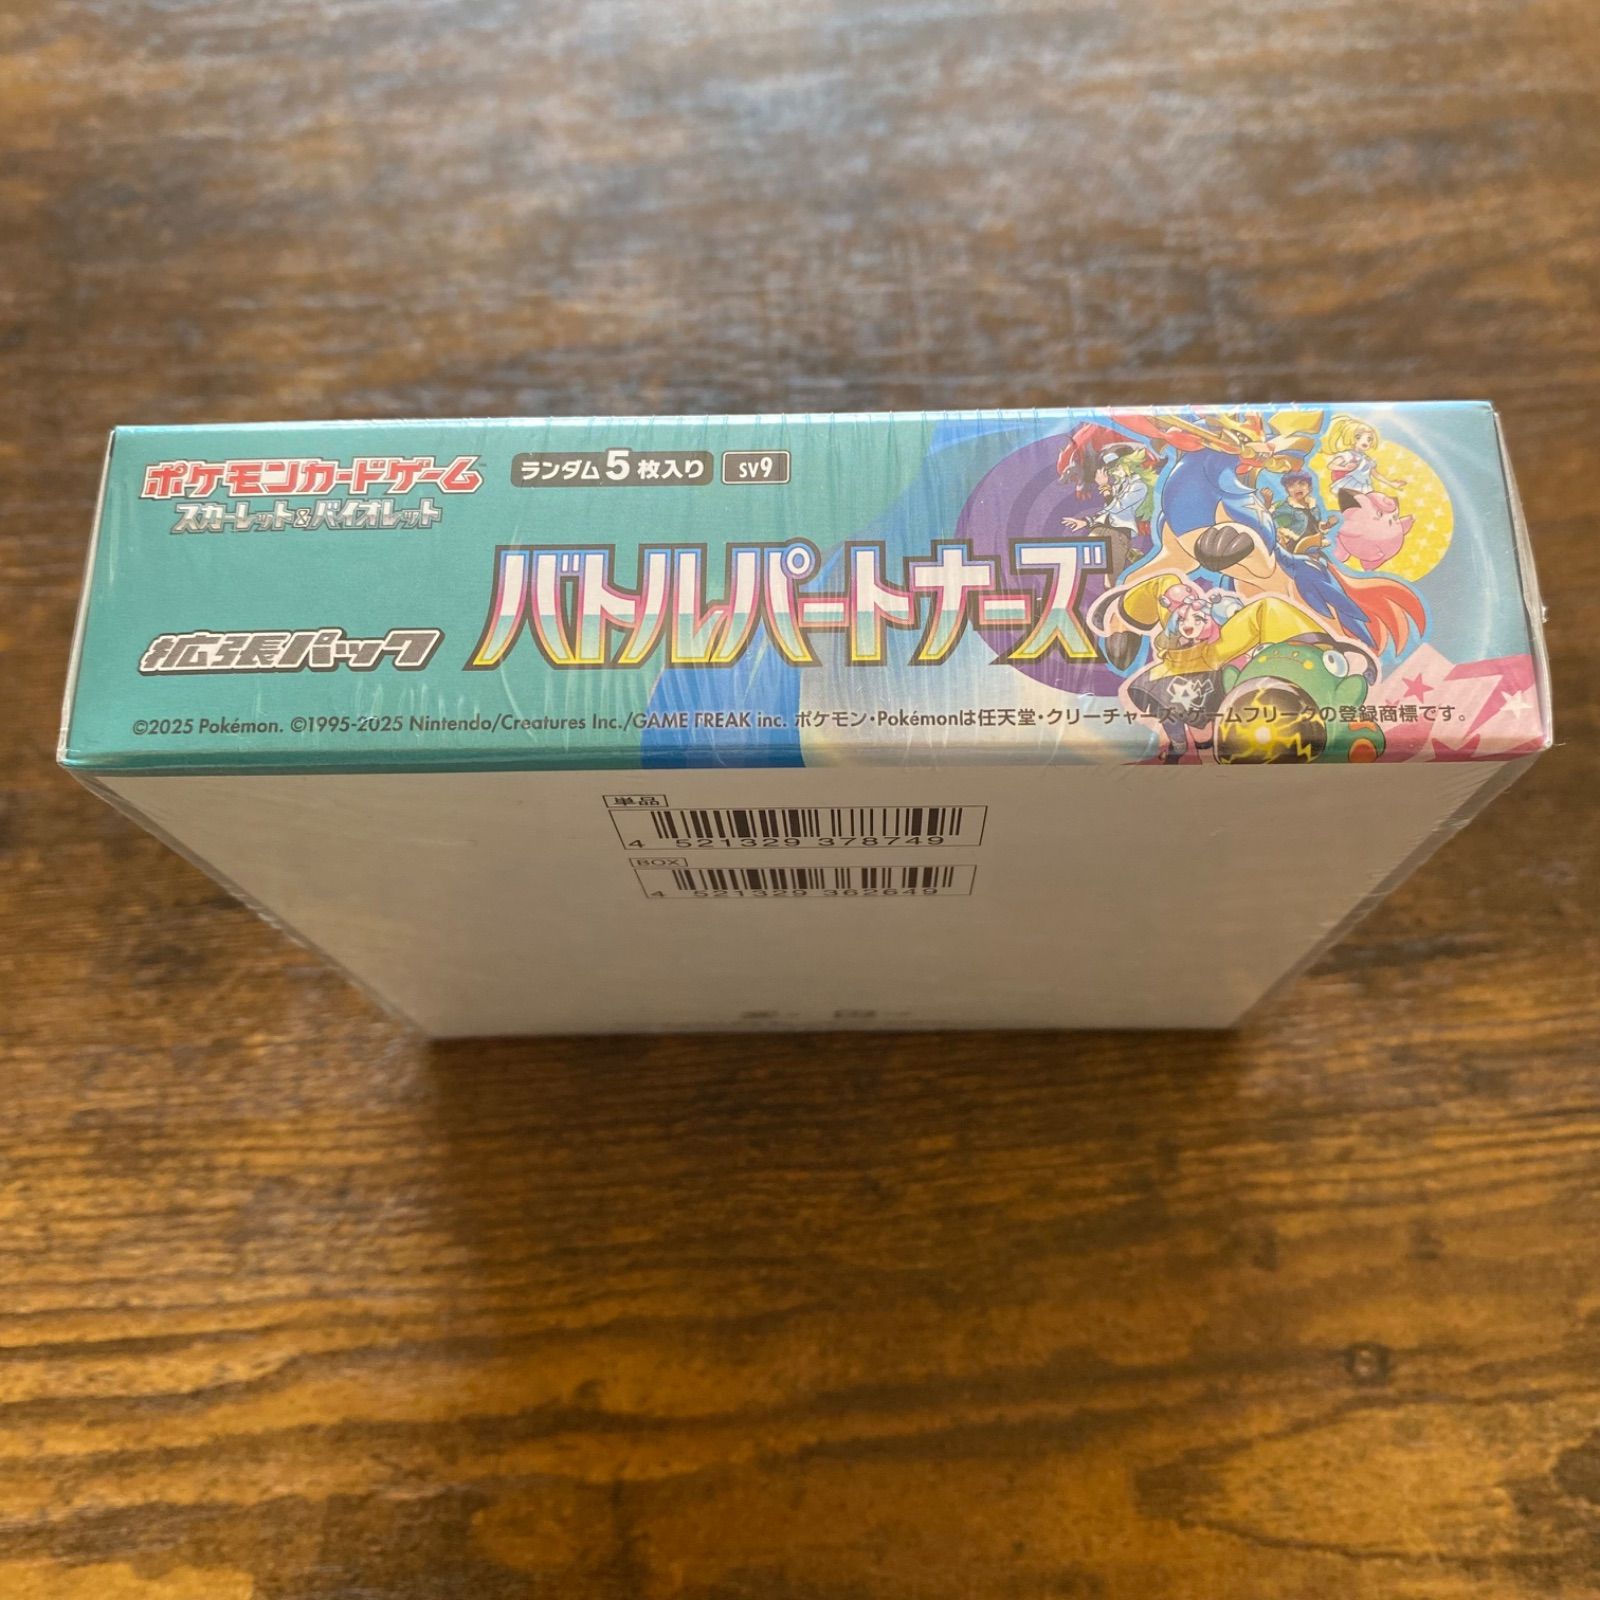 ポケモンカードゲーム
スカーレット&バイオレット
ランダム5枚入り SV9
バトルパートナーズ
拡張パック
©2025 Pokémon. ©1995-2025 Nintendo/Creatures Inc./GAME FREAK inc. ポケモン・Pokémonは任天堂・クリーチャーズ・ゲームフリークの登録商標です。
単品
4 521329 378749
BOX
4 521329 362649